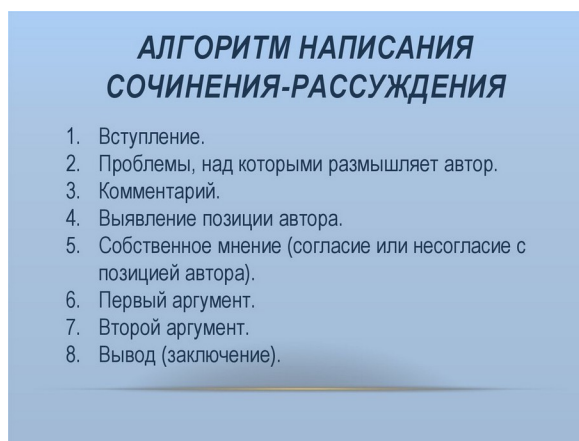 АЛГОРИТМ НАПИСАНИЯ
СОЧИНЕНИЯ-РАССУЖДЕНИЯ
1. Вступление.
2. Проблемы, над которыми размышляет автор.
3. Комментарий.
4. Выявление позиции автора.
5. Собственное мнение (согласие или несогласие с
позицией автора).
6. Первый аргумент.
7. Второй аргумент.
8. Вывод (заключение).